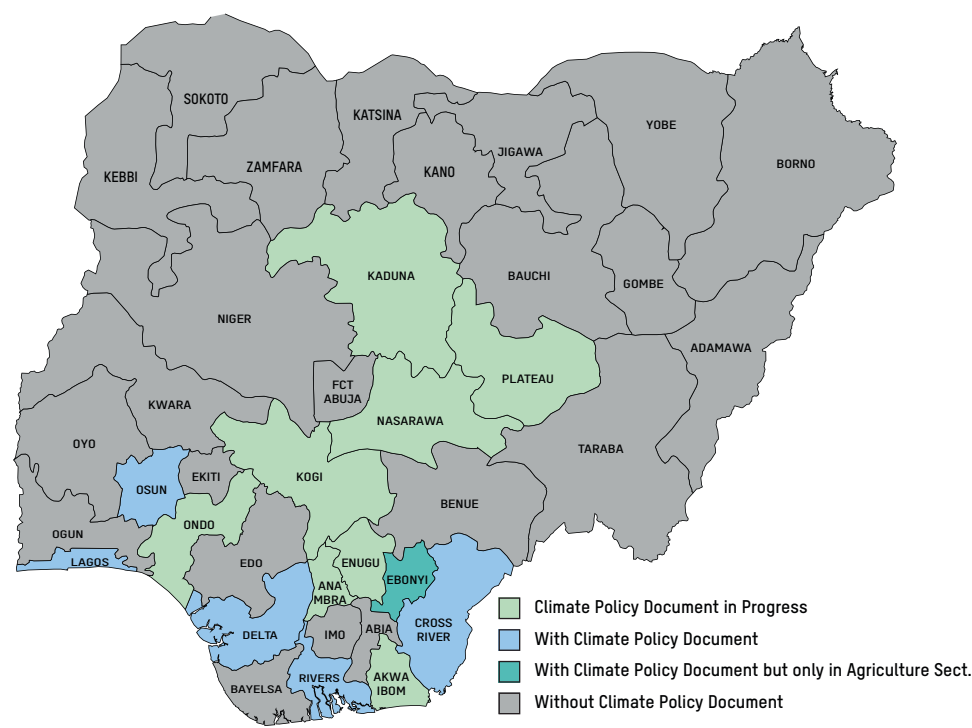 SOKOTO
KATSINA
YOBE
JIGAWA
KANO
ZAMFARA
BORNO
KEBBI
KADUNA
BAUCHI
GOMBE
NIGER
ADAMAWA
PLATEAU
FCT
ABUJA
KWARA
NASARAWA
OYO
TARABA
EKITI
KOGI
OSUN
BENUE
ONDO
OGUN
LAGOS
EDO
ENUGU
EBONYI
ANA
MBRA
DELTA
IMO
ABIA
CROSS
RIVER
RIVERS
AKWA
IBOM
BAYELSA
Climate Policy Document in Progress
With Climate Policy Document
With Climate Policy Document but only in Agriculture Sect.
Without Climate Policy Document